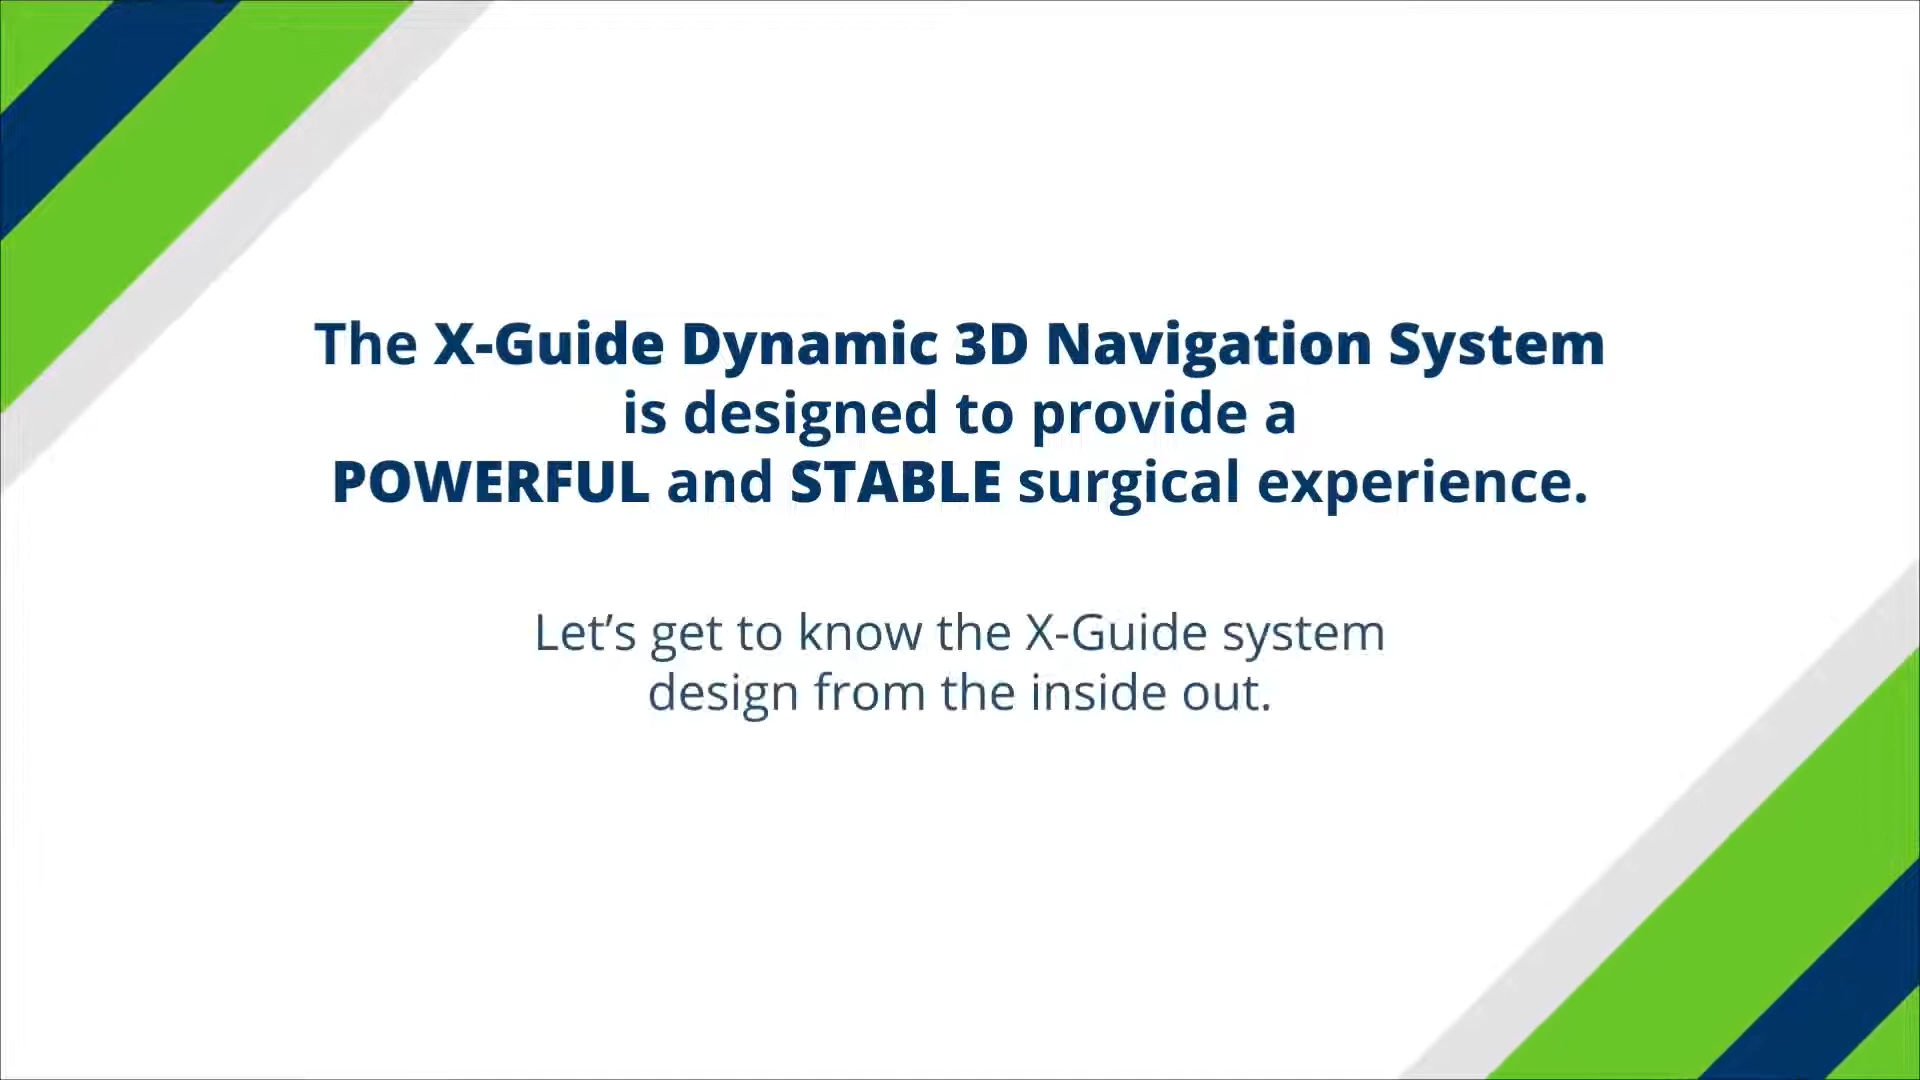 The X-Guide Dynamic 3D Navigation System
is designed to provide a
POWERFUL and STABLE surgical experience.
Let’s get to know the X-Guide system
design from the inside out.